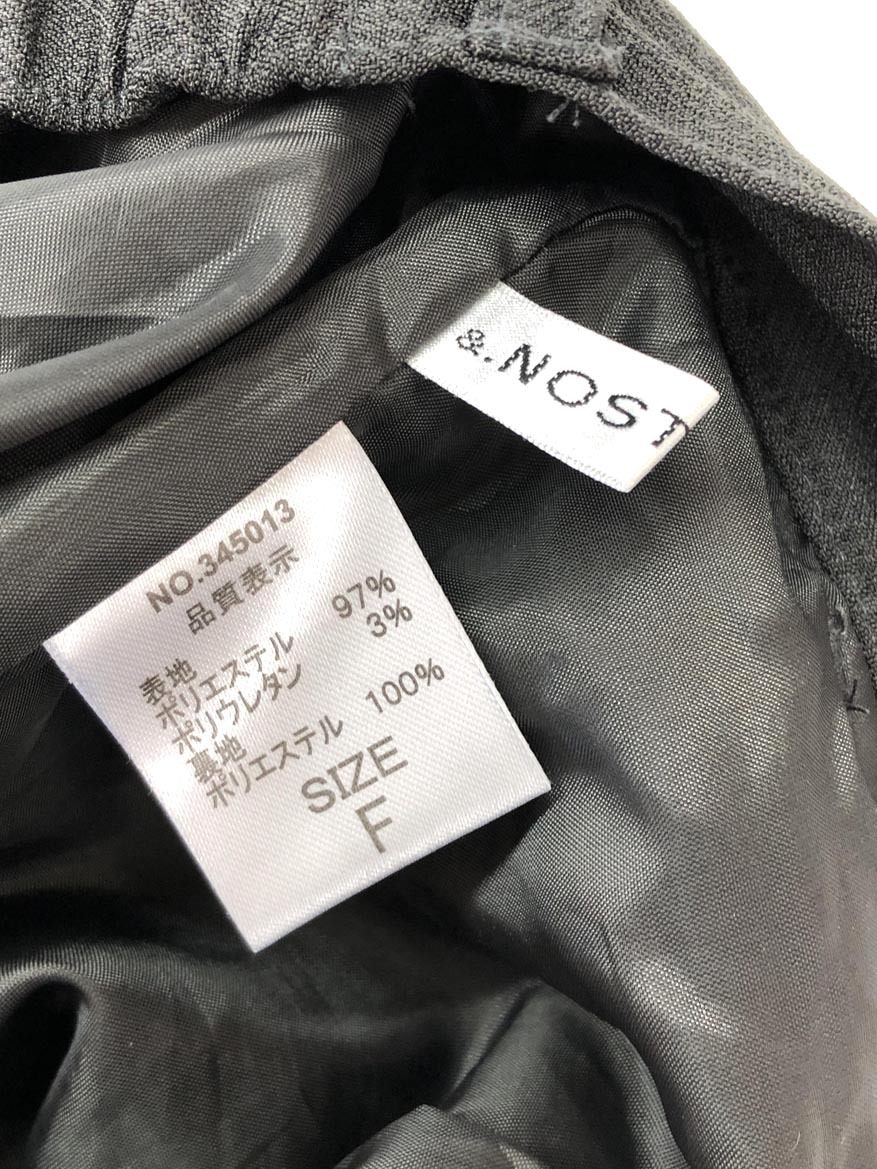 &.NOST
NO.345013
品質表示
表地
ポリエステル 97%
ポリウレタン 3%
裏地
ポリエステル 100%
SIZE
F